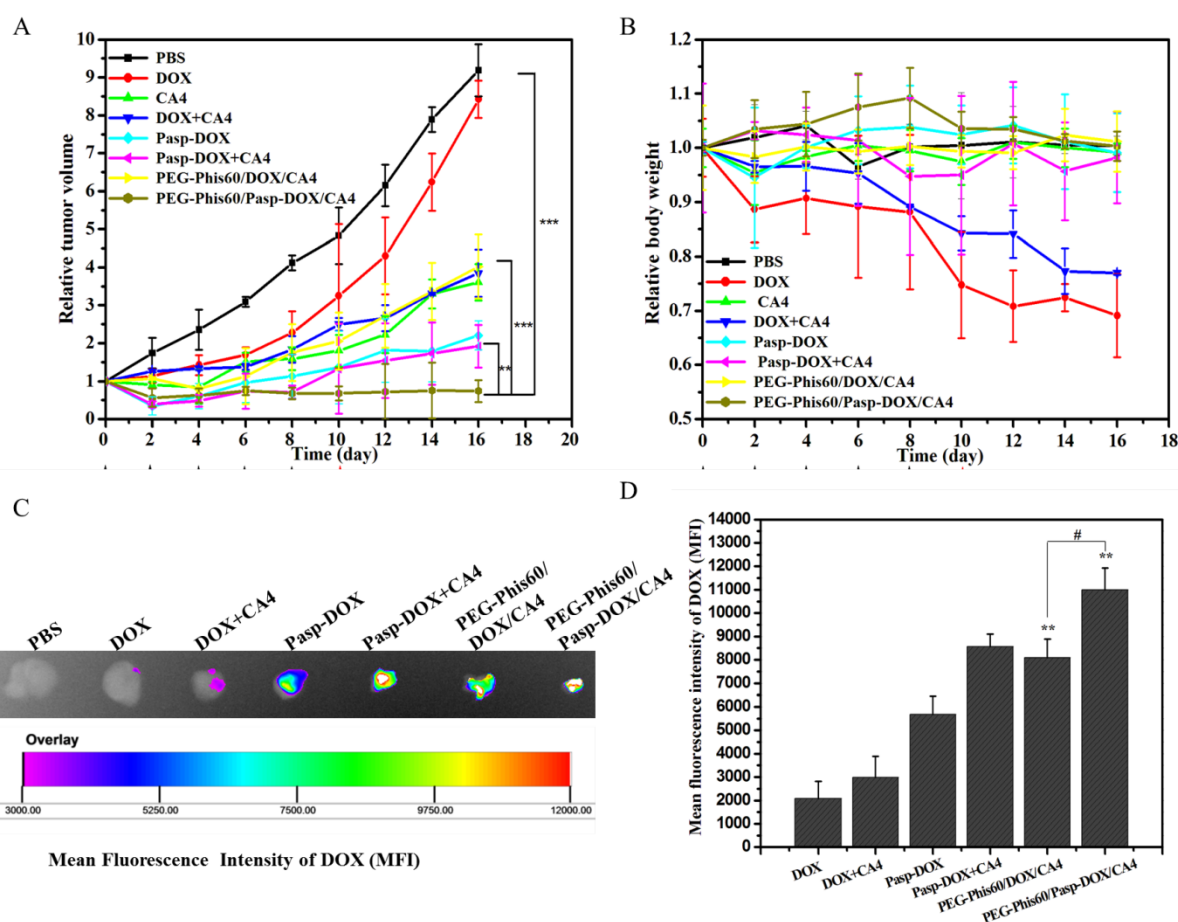 A
Relative tumor volume
10
9
8
7
6
5
4
3
2
1
0
PBS
DOX
CA4
DOX+CA4
Pasp-DOX
Pasp-DOX+CA4
PEG-Phis60/DOX/CA4
PEG-Phis60/Pasp-DOX/CA4
***
***
**
0 2 4 6 8 10 12 14 16 18 20
Time (day)
B
Relative body weight
1.2
1.1
1.0
0.9
0.8
0.7
0.6
0.5
PBS
DOX
CA4
DOX+CA4
Pasp-DOX
Pasp-DOX+CA4
PEG-Phis60/DOX/CA4
PEG-Phis60/Pasp-DOX/CA4
0 2 4 6 8 10 12 14 16 18
Time (day)
C
PBS
DOX
DOX+CA4
Pasp-DOX
Pasp-DOX+CA4
PEG-Phis60/
DOX/CA4
PEG-Phis60/
Pasp-DOX/CA4
Overlay
3000.00 5250.00 7500.00 9750.00 12000.00
Mean Fluorescence Intensity of DOX (MFI)
D
Mean fluorescence intensity of DOX (MFI)
14000
13000
12000
11000
10000
9000
8000
7000
6000
5000
4000
3000
2000
1000
0
#
**
**
DOX
DOX+CA4
Pasp-DOX
Pasp-DOX+CA4
PEG-Phis60/DOX/CA4
PEG-Phis60/Pasp-DOX/CA4